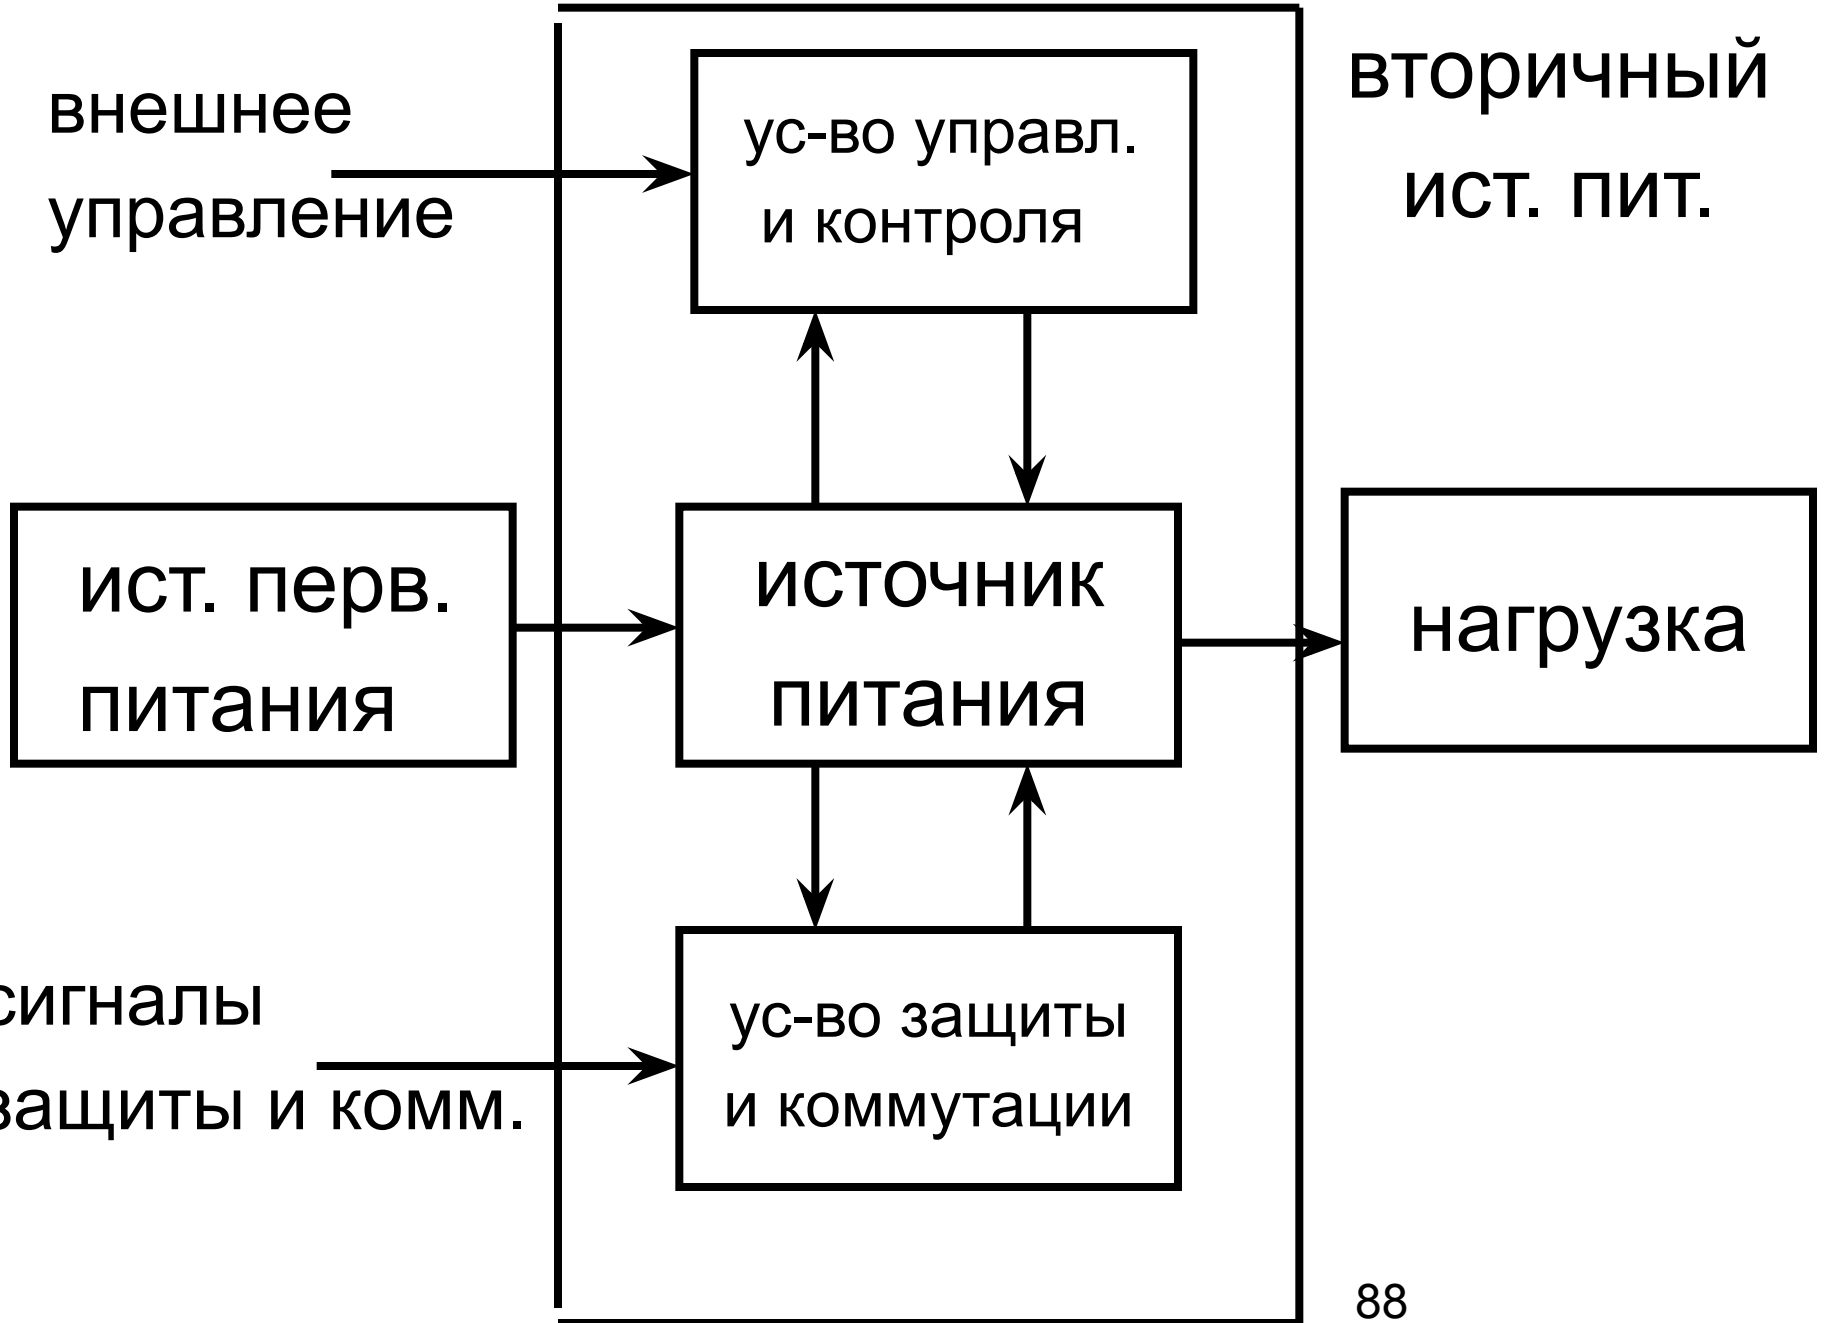 внешнее
управление
ус-во управл.
и контроля
вторичный
ист. пит.
ист. перв.
питания
источник
питания
нагрузка
сигналы
защиты и комм.
ус-во защиты
и коммутации
88